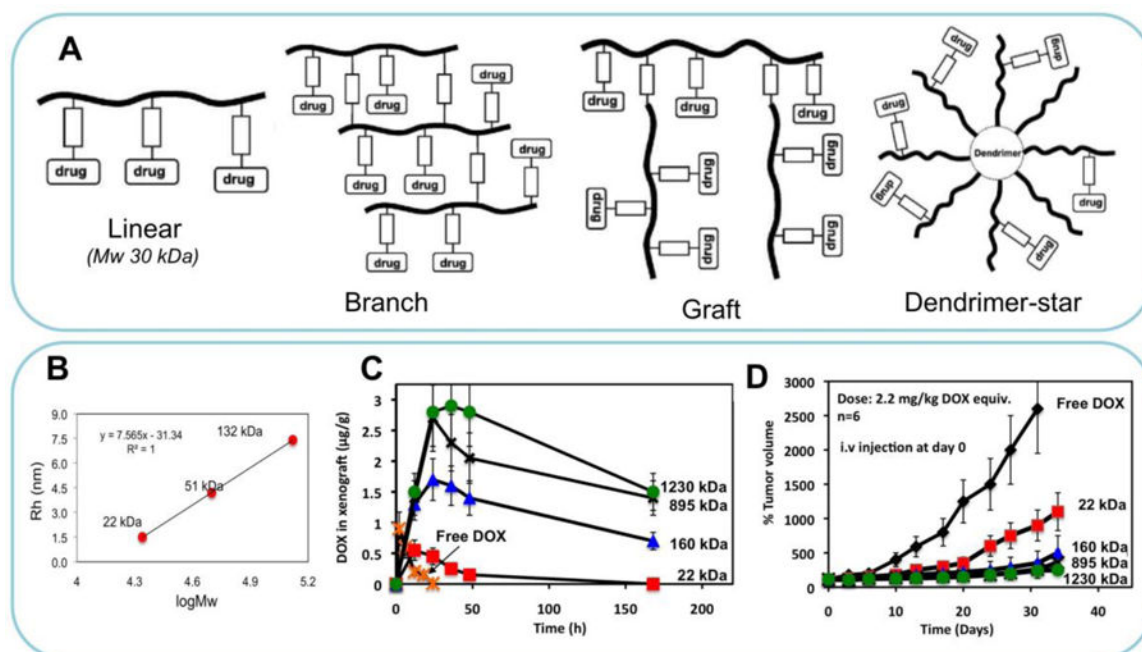 A
drug
drug
drug
Linear
(Mw 30 kDa)
drug
drug
drug
drug
drug
drug
drug
drug
drug
Branch
drug
drug
drug
drug
drug
drug
drug
drug
Graft
drug
drug
drug
drug
drug
drug
Dendrimer
Dendrimer-star
B
9.0
7.5
6.0
4.5
3.0
1.5
0.0
Rh (nm)
y = 7.565x - 31.34
R² = 1
132 kDa
51 kDa
22 kDa
4
4.3
4.6
4.9
5.2
logMw
C
3
2.5
2
1.5
1
0.5
0
DOX in xenograft (µg/g)
Free DOX
1230 kDa
895 kDa
160 kDa
22 kDa
0
50
100
150
200
Time (h)
D
3000
2500
2000
1500
1000
500
0
% Tumor volume
Dose: 2.2 mg/kg DOX equiv.
n=6
i.v injection at day 0
Free DOX
22 kDa
160 kDa
895 kDa
1230 kDa
0
10
20
30
40
Time (Days)